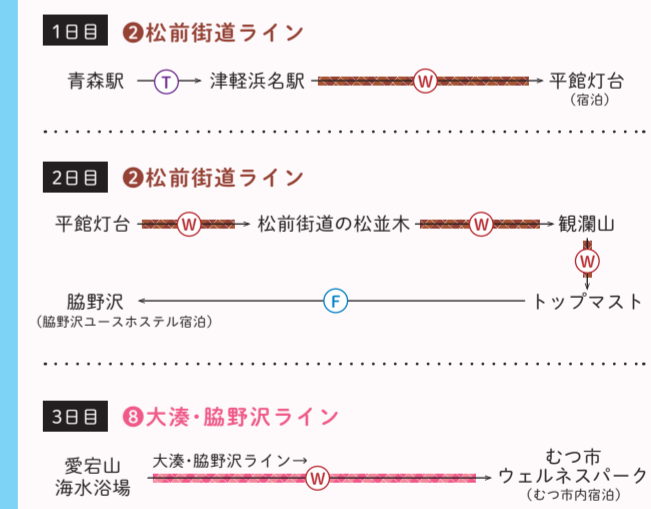 1日目 ❷松前街道ライン
青森駅 T 津軽浜名駅 W 平館灯台
（宿泊）
2日目 ❷松前街道ライン
平館灯台 W 松前街道の松並木 W 観瀾山
W
脇野沢 F トップマスト
（脇野沢ユースホステル宿泊）
3日目 ❽大湊・脇野沢ライン
愛宕山
海水浴場
大湊・脇野沢ライン→
W
むつ市
ウェルネスパーク
（むつ市内宿泊）